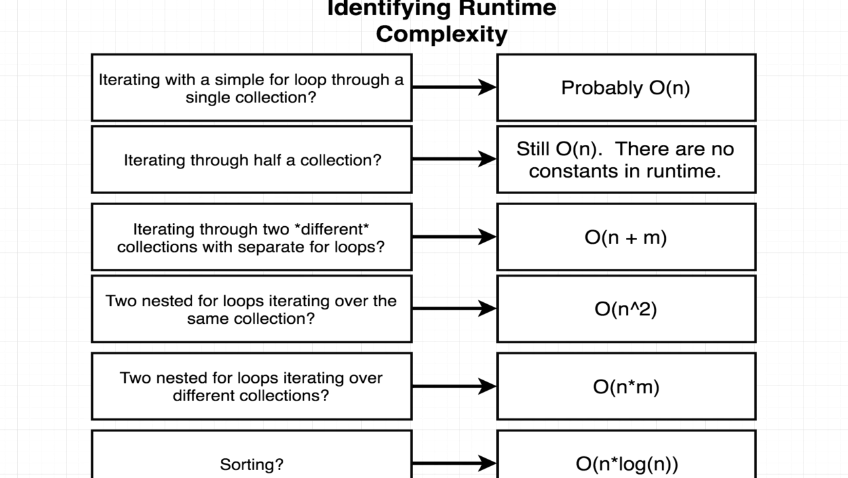 Identifying Runtime
Complexity
Iterating with a simple for loop through a
single collection?
Probably O(n)
Iterating through half a collection?
Still O(n).  There are no
constants in runtime.
Iterating through two *different*
collections with separate for loops?
O(n + m)
Two nested for loops iterating over the
same collection?
O(n^2)
Two nested for loops iterating over
different collections?
O(n*m)
Sorting?
O(n*log(n))